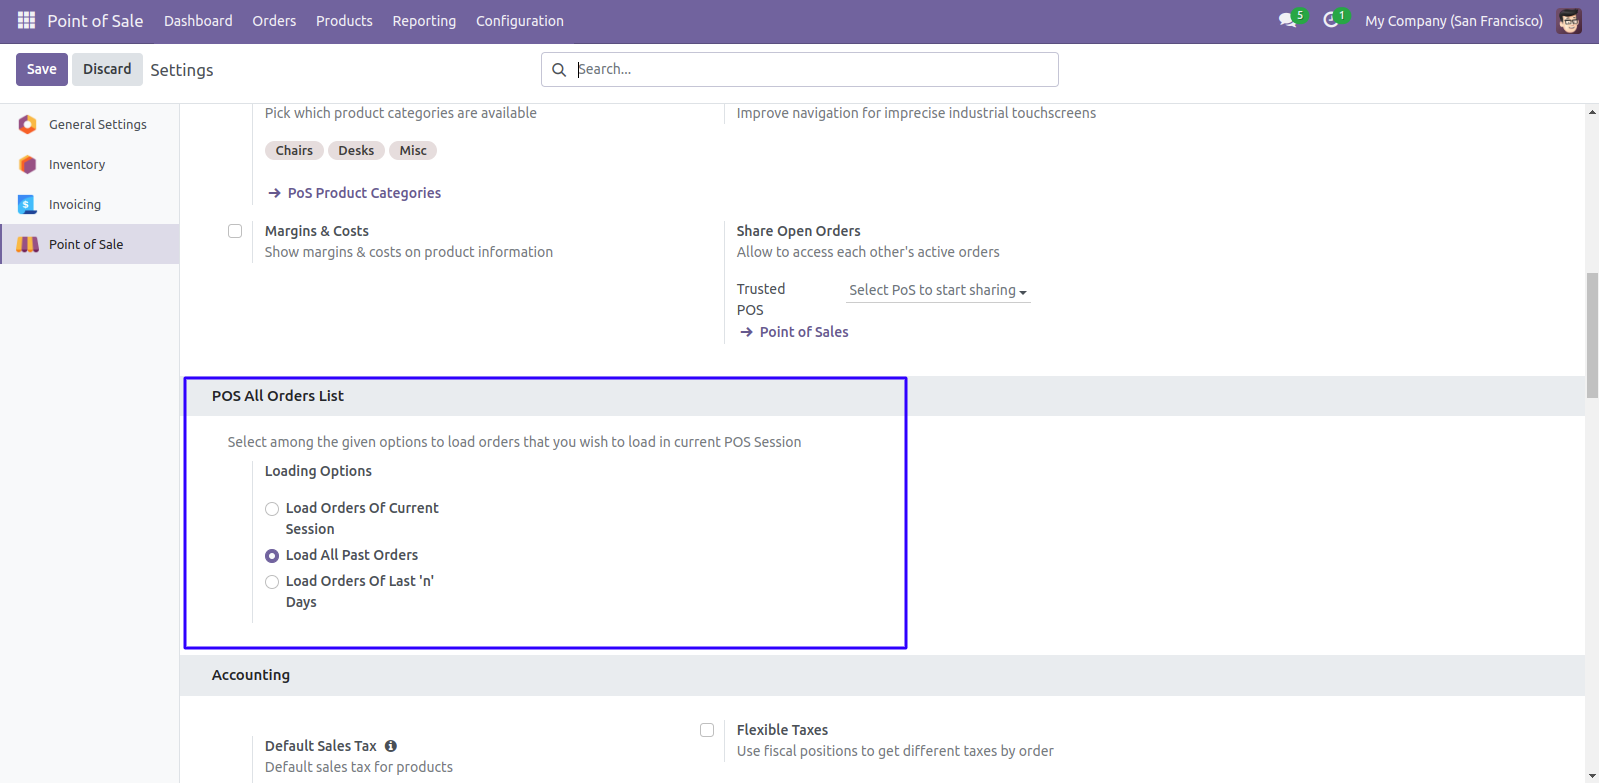 Point of Sale Dashboard Orders Products Reporting Configuration 5 1 My Company (San Francisco)
Save Discard Settings Search...
General Settings
Inventory
Invoicing
Point of Sale
Pick which product categories are available
Chairs Desks Misc
→ PoS Product Categories
Improve navigation for imprecise industrial touchscreens
Margins & Costs
Show margins & costs on product information
Share Open Orders
Allow to access each other's active orders
Trusted
POS
Select PoS to start sharing
→ Point of Sales
POS All Orders List
Select among the given options to load orders that you wish to load in current POS Session
Loading Options
Load Orders Of Current
Session
Load All Past Orders
Load Orders Of Last 'n'
Days
Accounting
Default Sales Tax
Default sales tax for products
Flexible Taxes
Use fiscal positions to get different taxes by order